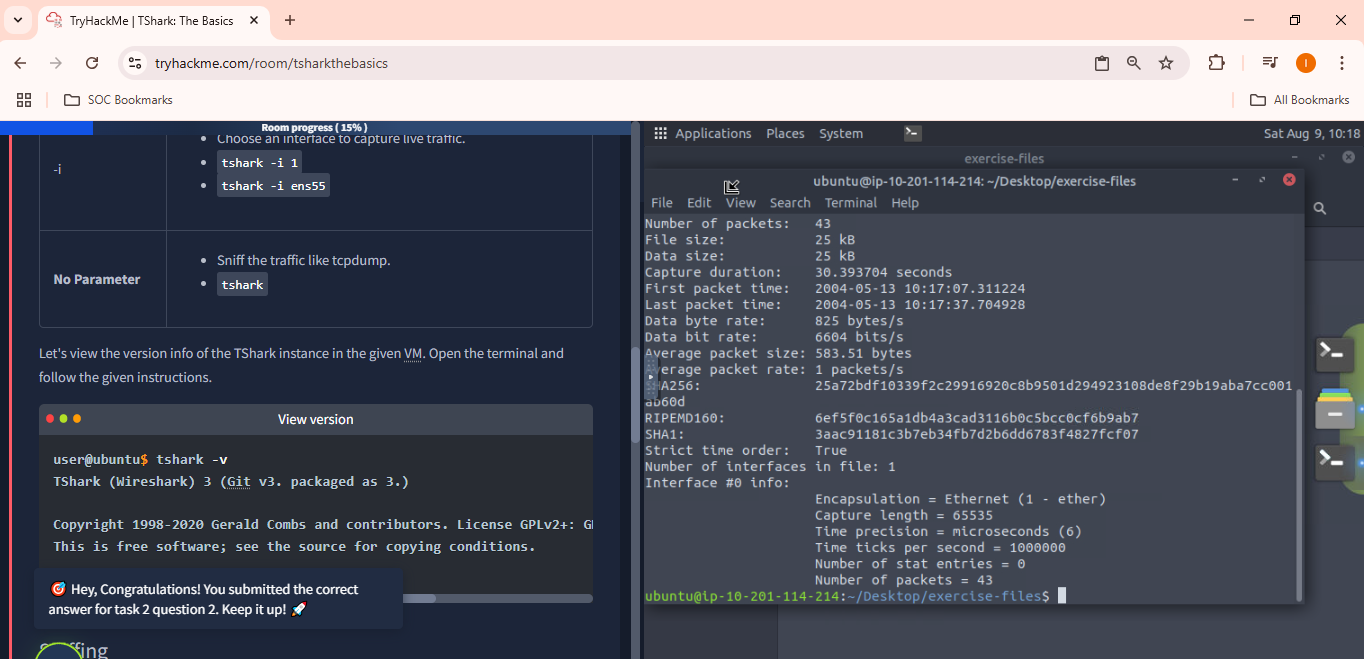 TryHackMe | TShark: The Basics
tryhackme.com/room/tsharkthebasics
SOC Bookmarks
All Bookmarks
Room progress ( 15% )
Choose an interface to capture live traffic.
-i
tshark -i 1
tshark -i ens55
No Parameter
Sniff the traffic like tcpdump.
tshark
Let's view the version info of the TShark instance in the given VM. Open the terminal and
follow the given instructions.
View version
user@ubuntu$ tshark -v
TShark (Wireshark) 3 (Git v3. packaged as 3.)
Copyright 1998-2020 Gerald Combs and contributors. License GPLv2+:
This is free software; see the source for copying conditions.
🎯 Hey, Congratulations! You submitted the correct
answer for task 2 question 2. Keep it up! 🚀
Applications Places System
Sat Aug 9, 10:18
exercise-files
ubuntu@ip-10-201-114-214: ~/Desktop/exercise-files
File Edit View Search Terminal Help
Number of packets: 43
File size: 25 kB
Data size: 25 kB
Capture duration: 30.393704 seconds
First packet time: 2004-05-13 10:17:07.311224
Last packet time: 2004-05-13 10:17:37.704928
Data byte rate: 825 bytes/s
Data bit rate: 6604 bits/s
Average packet size: 583.51 bytes
Average packet rate: 1 packets/s
SHA256: 25a72bdf10339f2c29916920c8b9501d294923108de8f29b19aba7cc001
ab60d
RIPEMD160: 6ef5f0c165a1db4a3cad3116b0c5bcc0cf6b9ab7
SHA1: 3aac91181c3b7eb34fb7d2b6dd6783f4827fcf07
Strict time order: True
Number of interfaces in file: 1
Interface #0 info:
Encapsulation = Ethernet (1 - ether)
Capture length = 65535
Time precision = microseconds (6)
Time ticks per second = 1000000
Number of stat entries = 0
Number of packets = 43
ubuntu@ip-10-201-114-214:~/Desktop/exercise-files$